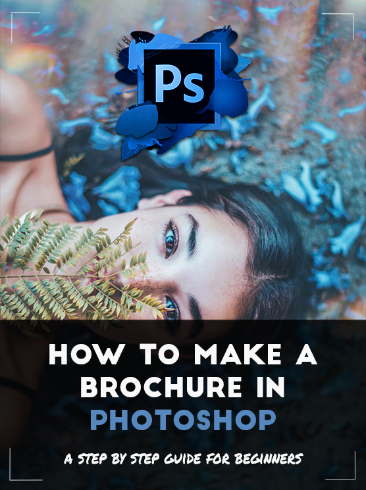 Ps
HOW TO MAKE A
BROCHURE IN
PHOTOSHOP
A STEP BY STEP GUIDE FOR BEGINNERS